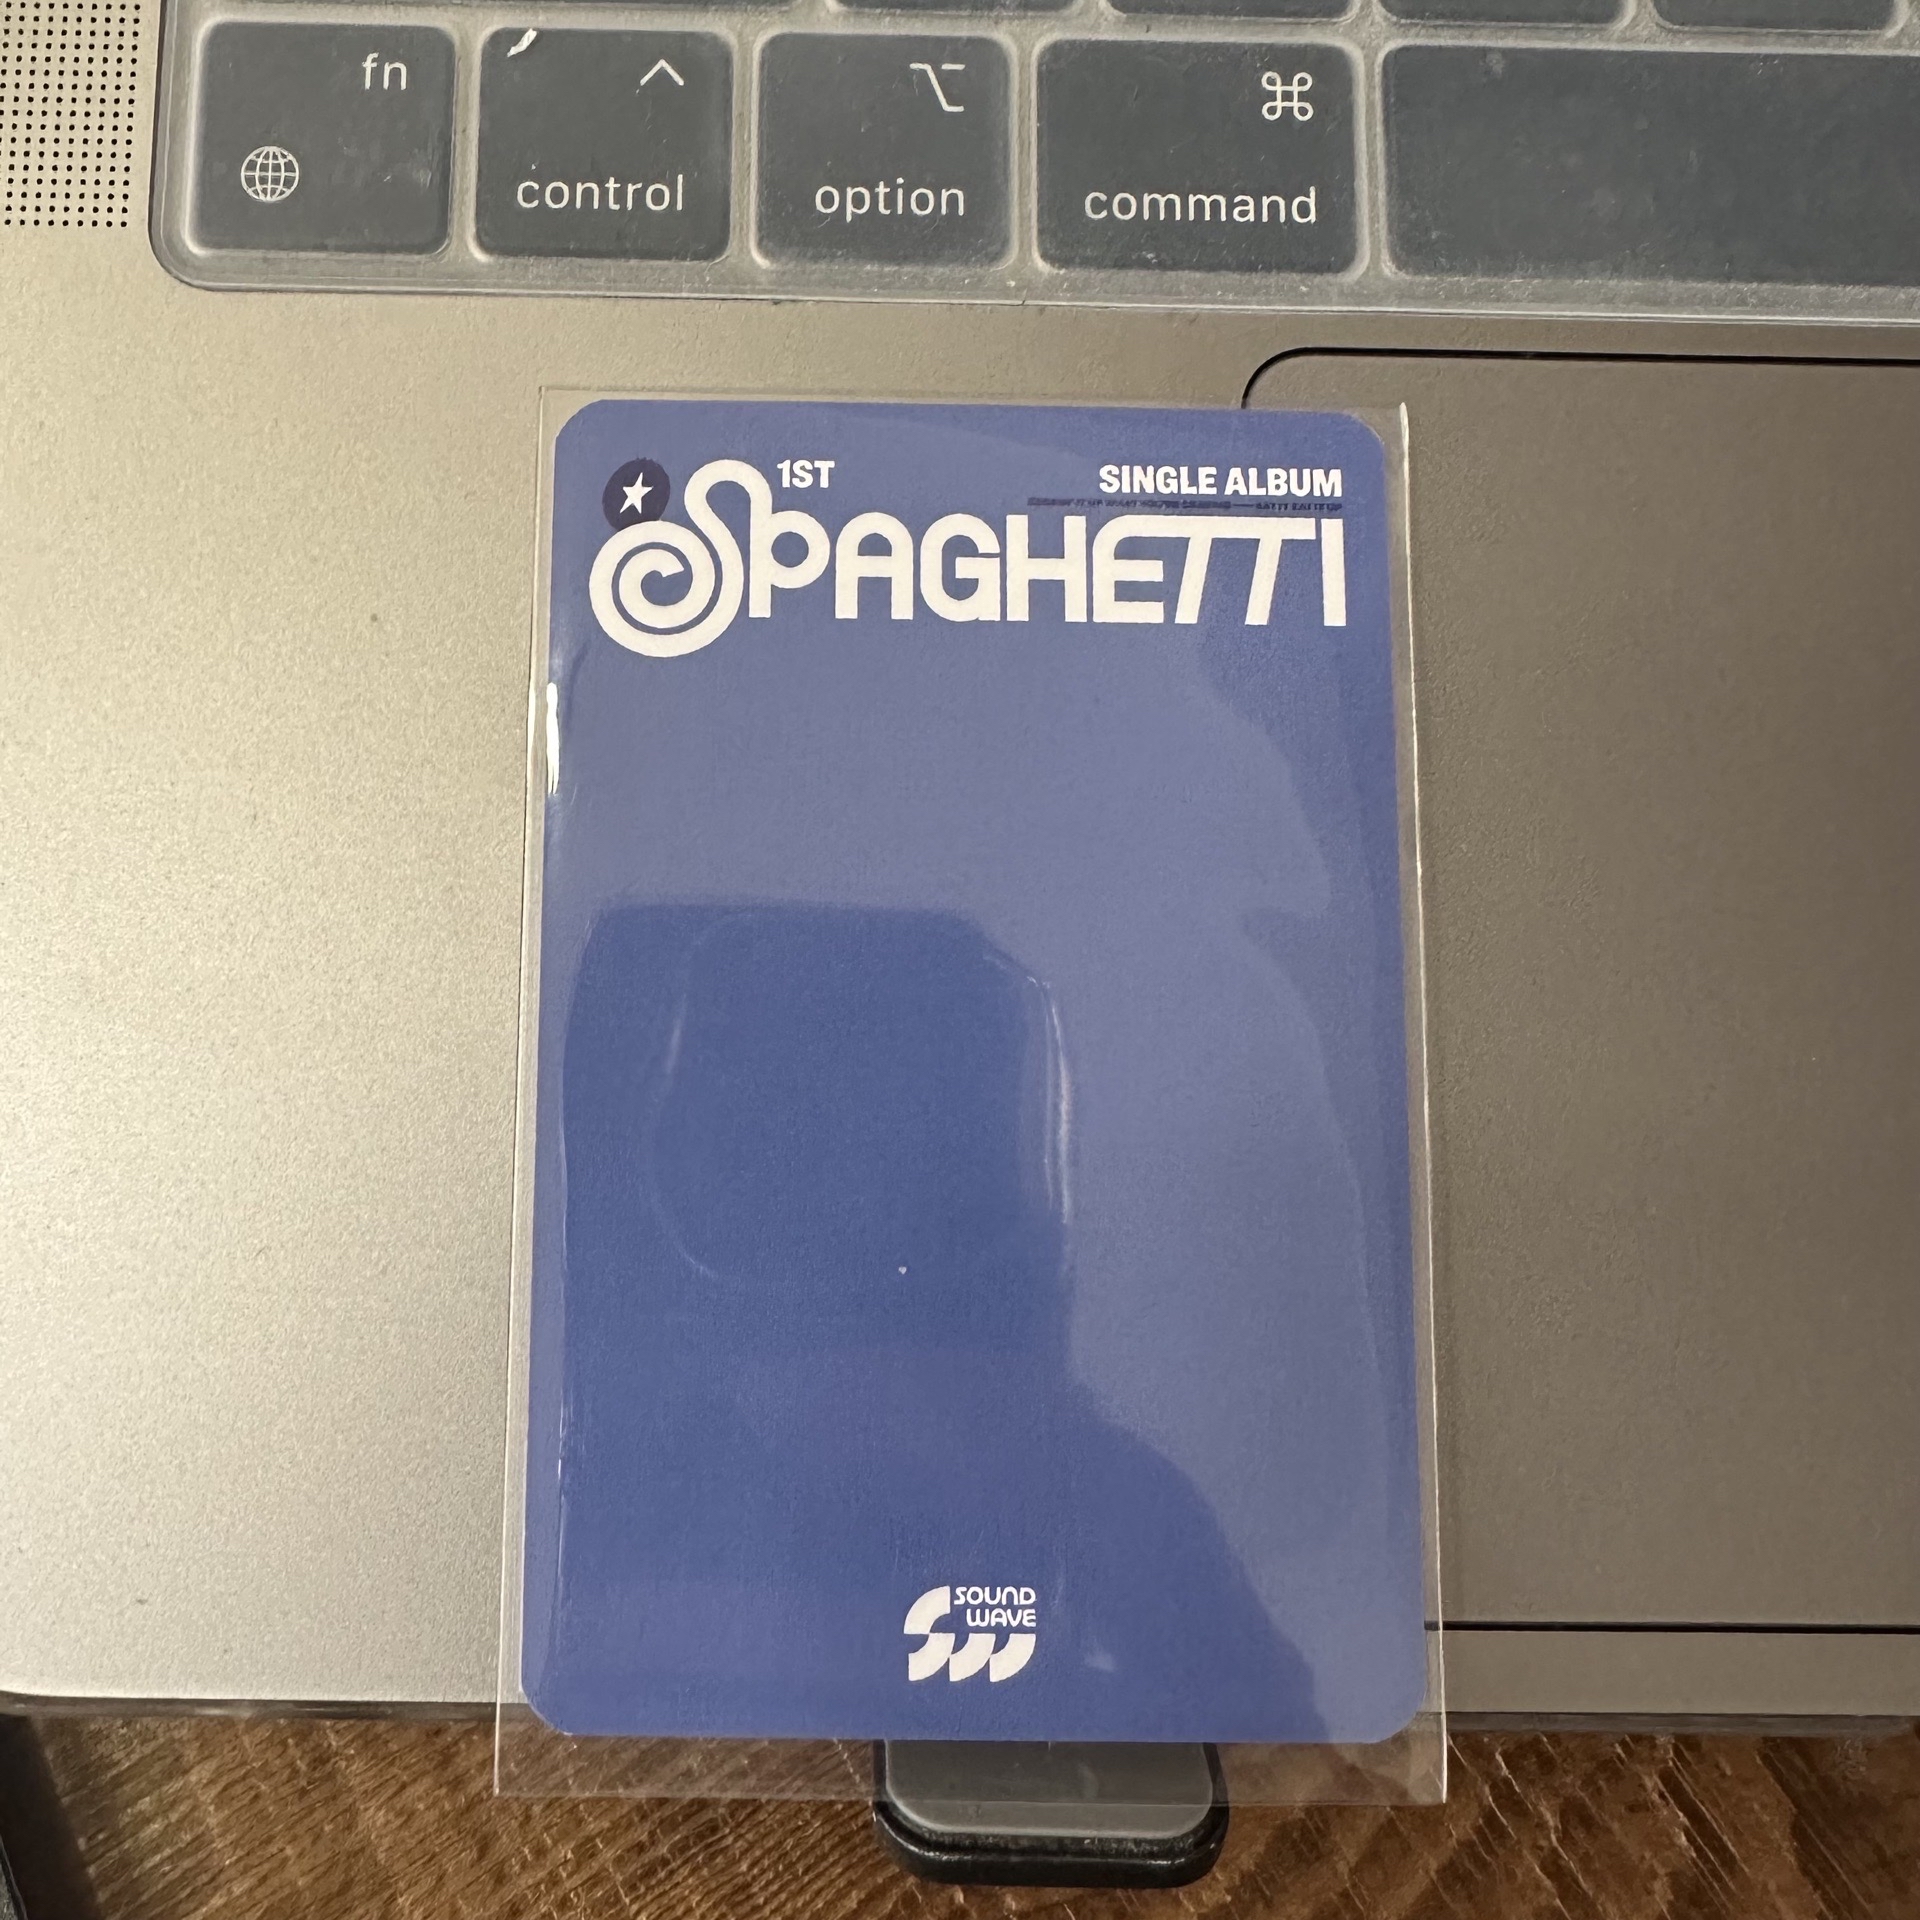 fn
control
option
command
1ST
SINGLE ALBUM
SPAGHETTI
SOUND
WAVE